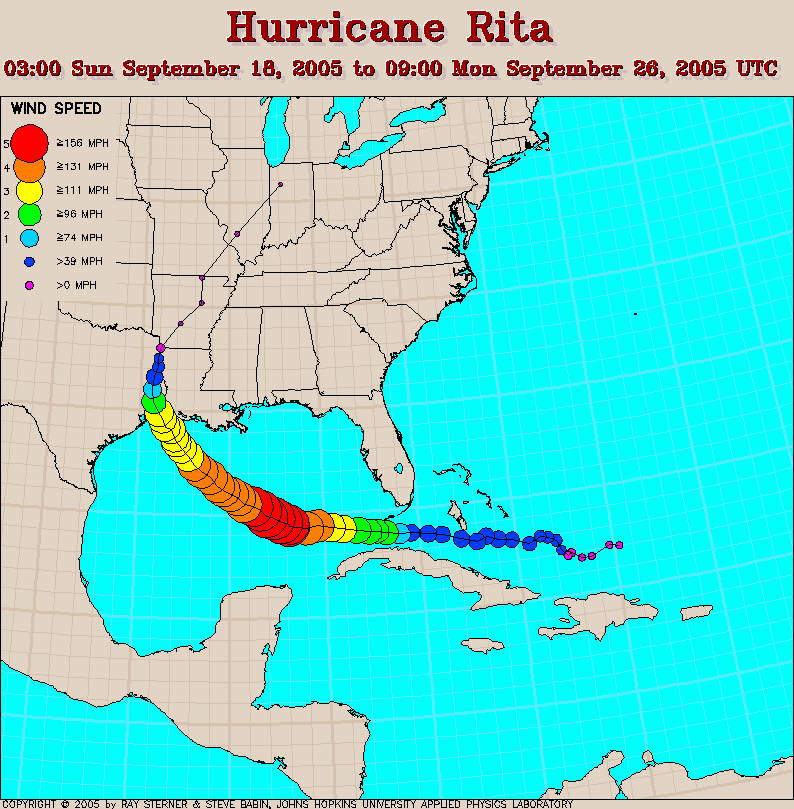 Hurricane Rita
03:00 Sun September 18, 2005 to 09:00 Mon September 26, 2005 UTC
WIND SPEED
5 ≥156 MPH
4 ≥131 MPH
3 ≥111 MPH
2 ≥96 MPH
1 ≥74 MPH
>39 MPH
>0 MPH
COPYRIGHT © 2005 by RAY STERNER & STEVE BABIN, JOHNS HOPKINS UNIVERSITY APPLIED PHYSICS LABORATORY